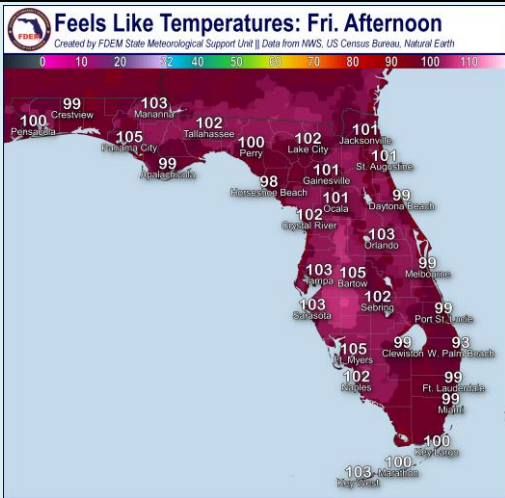 Feels Like Temperatures: Fri. Afternoon
Created by FDEM State Meteorological Support Unit || Data from NWS, US Census Bureau, Natural Earth
FDEM
0 10 20 32 40 50 60 70 80 90 100 110
99
Crestview
103
Marianna
100
Pensacola
102
Tallahassee
105
Panama City
100
Perry
102
Lake City
101
Jacksonville
99
Apalachicola
101
St. Augustine
98
Horseshoe Beach
101
Gainesville
101
Ocala
99
Daytona Beach
102
Crystal River
103
Orlando
99
Melbourne
103
Tampa
105
Bartow
103
Sarasota
102
Sebring
99
Port St. Lucie
105
Ft. Myers
99
Clewiston
93
W. Palm Beach
102
Naples
99
Ft. Lauderdale
99
Miami
100
Key Largo
100
Marathon
103
Key West